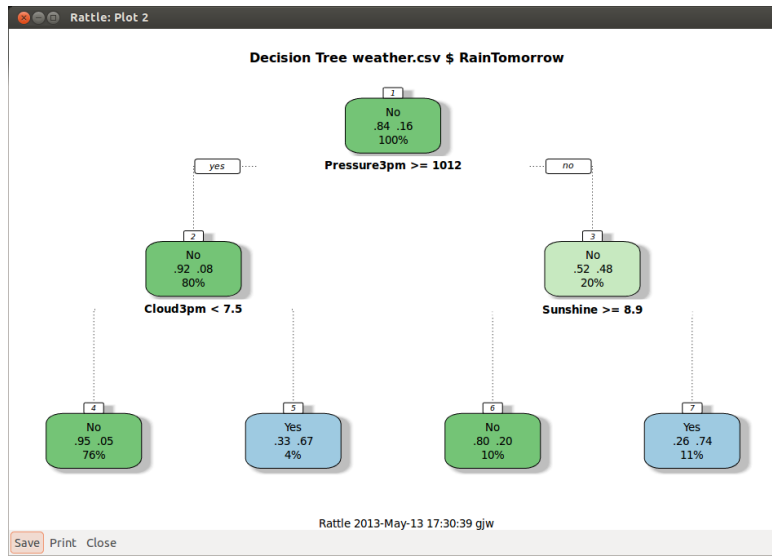 Rattle: Plot 2
Decision Tree weather.csv $ RainTomorrow
1
No
.84 .16
100%
yes
Pressure3pm >= 1012
no
2
No
.92 .08
80%
Cloud3pm < 7.5
3
No
.52 .48
20%
Sunshine >= 8.9
4
No
.95 .05
76%
5
Yes
.33 .67
4%
6
No
.80 .20
10%
7
Yes
.26 .74
11%
Rattle 2013-May-13 17:30:39 gjw
Save Print Close